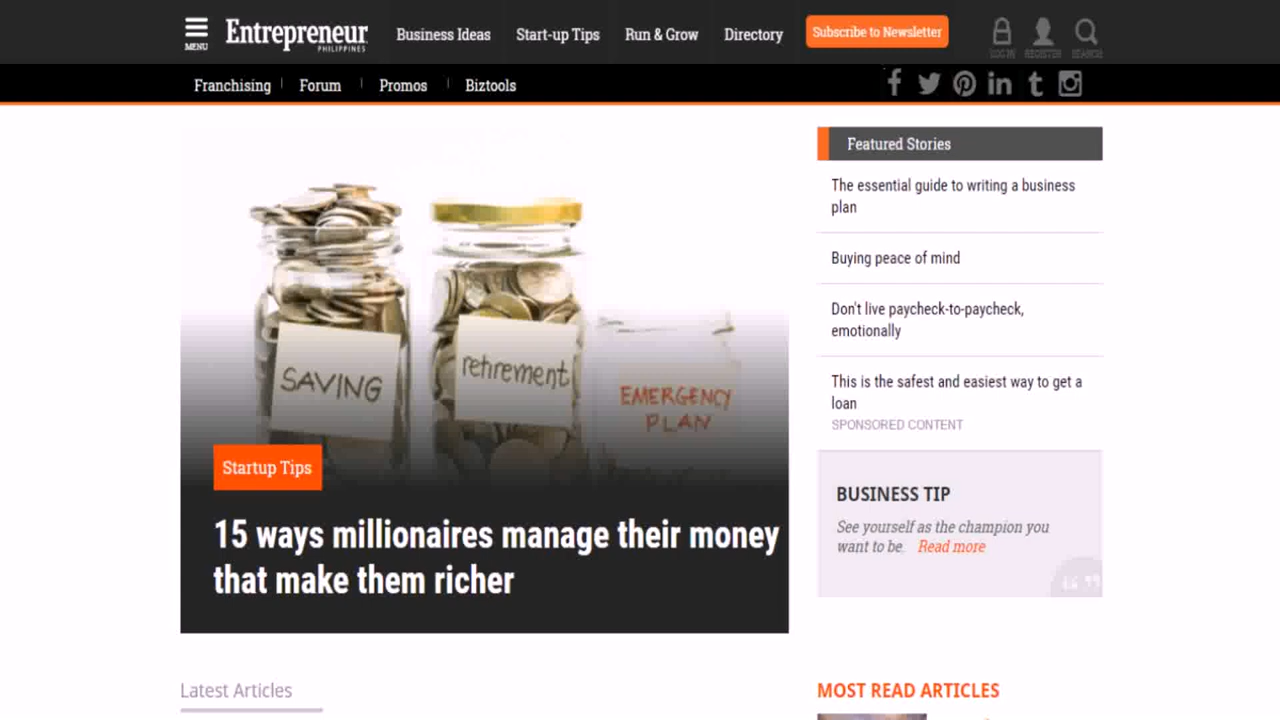 MENU
Entrepreneur
PHILIPPINES
Business Ideas
Start-up Tips
Run & Grow
Directory
Subscribe to Newsletter
LOG IN
REGISTER
SEARCH
Franchising
Forum
Promos
Biztools
SAVING
retirement
EMERGENCY
PLAN
Startup Tips
15 ways millionaires manage their money
that make them richer
Featured Stories
The essential guide to writing a business
plan
Buying peace of mind
Don't live paycheck-to-paycheck,
emotionally
This is the safest and easiest way to get a
loan
SPONSORED CONTENT
BUSINESS TIP
See yourself as the champion you
want to be. Read more
Latest Articles
MOST READ ARTICLES